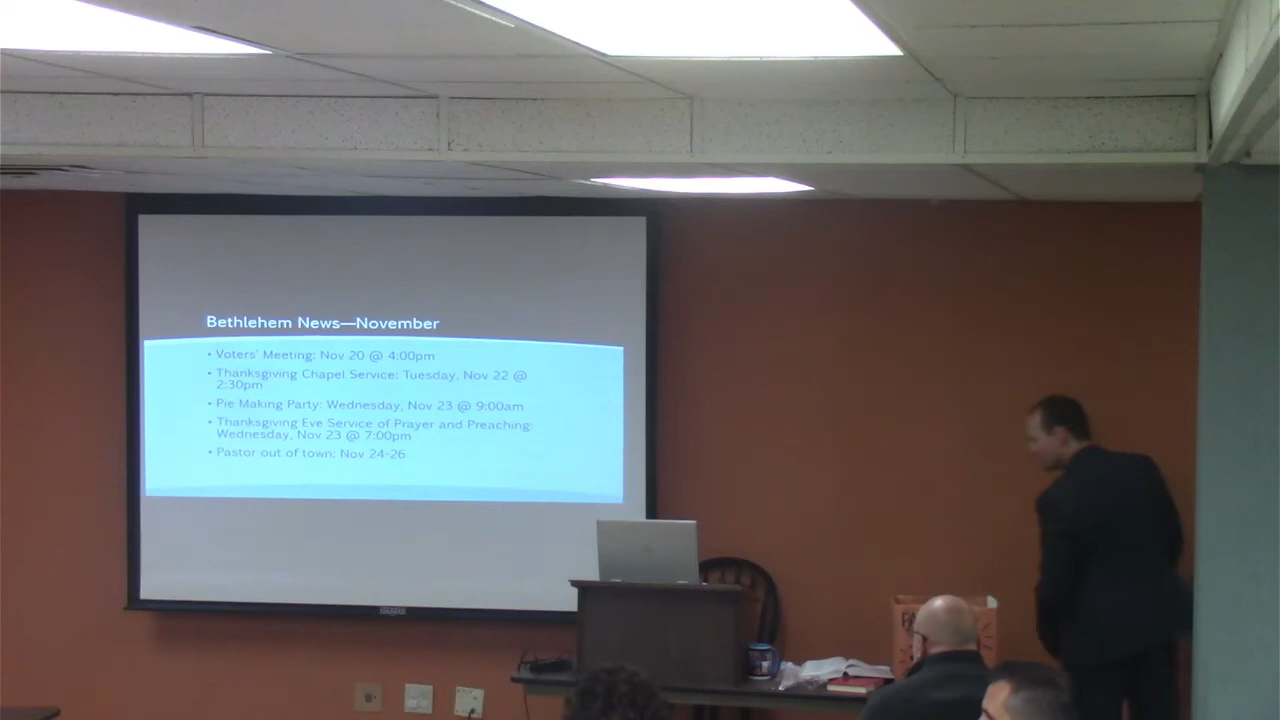 Bethlehem News—November
• Voters' Meeting: Nov 20 @ 4:00pm
• Thanksgiving Chapel Service: Tuesday, Nov 22 @
2:30pm
• Pie Making Party: Wednesday, Nov 23 @ 9:00am
• Thanksgiving Eve Service of Prayer and Preaching:
Wednesday, Nov 23 @ 7:00pm
• Pastor out of town: Nov 24-26